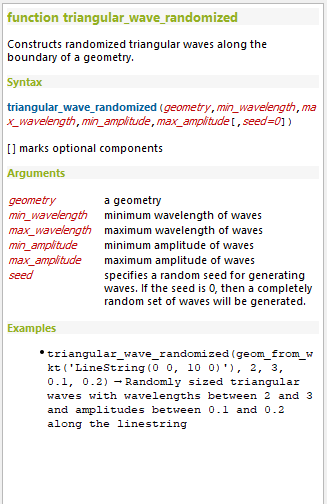 function triangular_wave_randomized
Constructs randomized triangular waves along the
boundary of a geometry.
Syntax
triangular_wave_randomized(geometry,min_wavelength,ma
x_wavelength,min_amplitude,max_amplitude[,seed=0])
[ ] marks optional components
Arguments
geometry a geometry
min_wavelength minimum wavelength of waves
max_wavelength maximum wavelength of waves
min_amplitude minimum amplitude of waves
max_amplitude maximum amplitude of waves
seed specifies a random seed for generating
waves. If the seed is 0, then a completely
random set of waves will be generated.
Examples
• triangular_wave_randomized(geom_from_w
kt('LineString(0 0, 10 0)'), 2, 3,
0.1, 0.2) → Randomly sized triangular
waves with wavelengths between 2 and 3
and amplitudes between 0.1 and 0.2
along the linestring